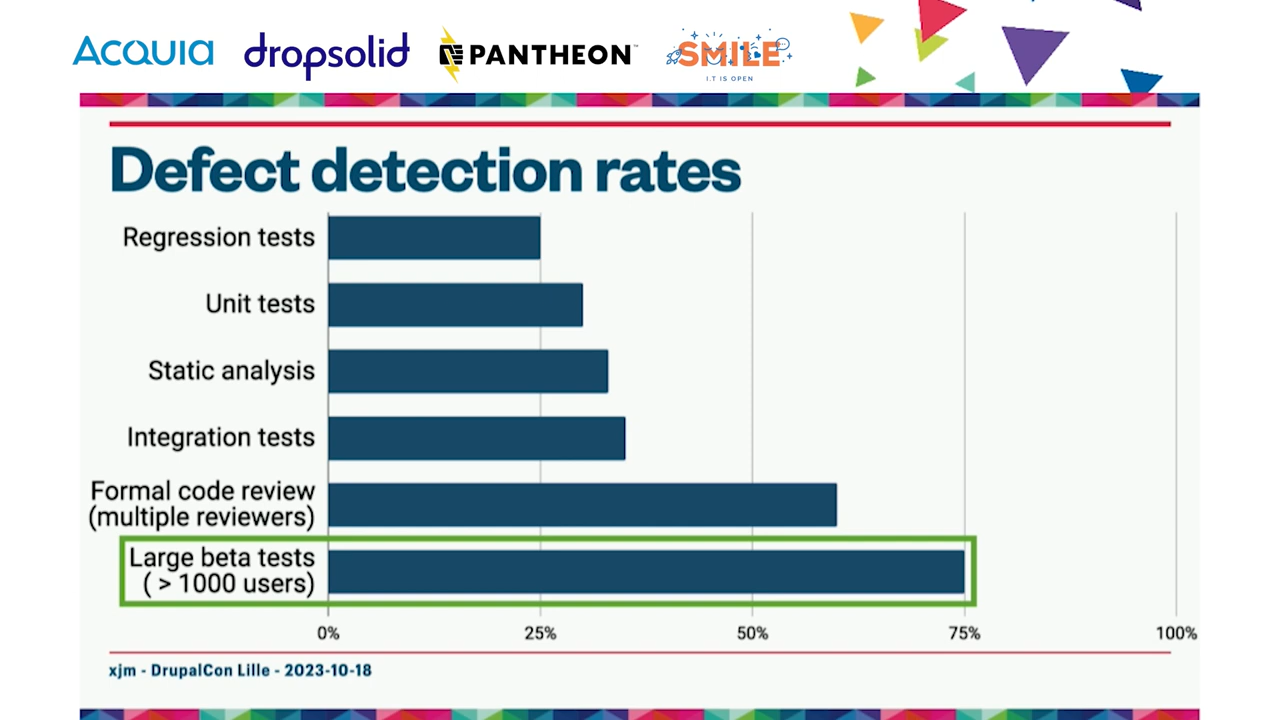 ACQUIA
dropsolid
PANTHEON™
SMILE
I.T IS OPEN
Defect detection rates
Regression tests
Unit tests
Static analysis
Integration tests
Formal code review
(multiple reviewers)
Large beta tests
( > 1000 users)
0% 25% 50% 75% 100%
xjm - DrupalCon Lille - 2023-10-18